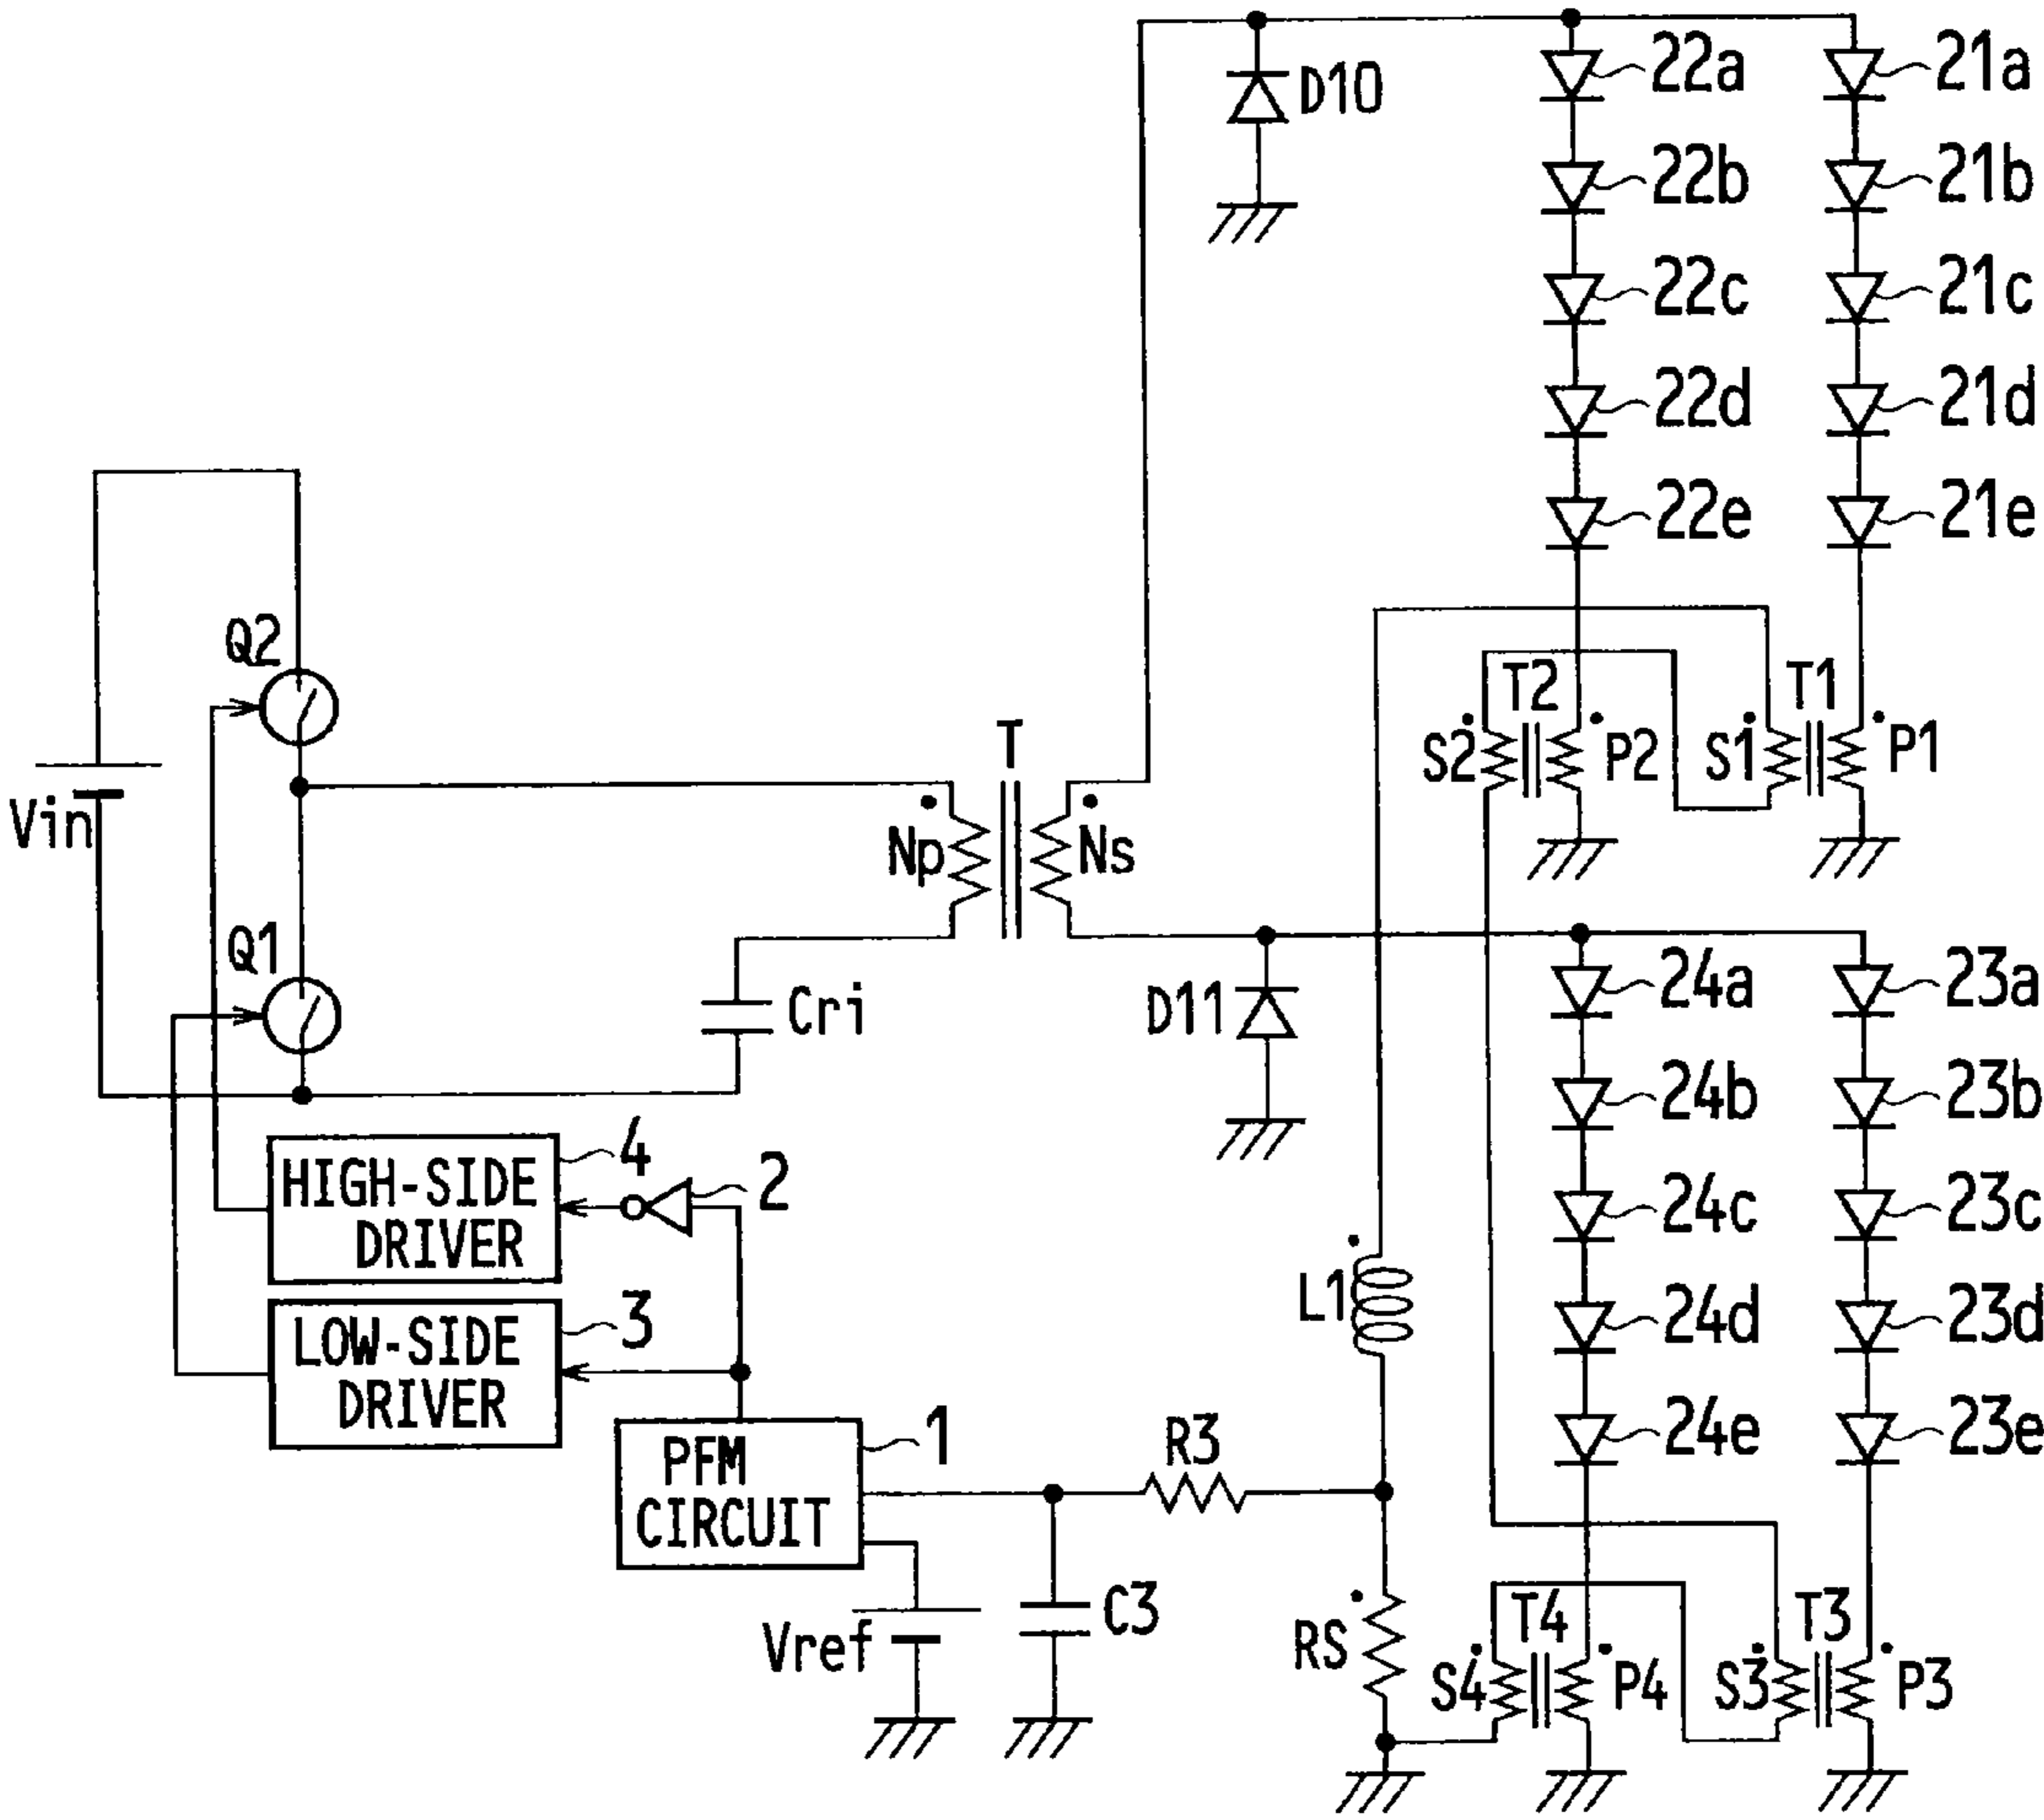 D10
22a
21a
22b
21b
22c
21c
22d
21d
22e
21e
Q2
T
T2
T1
S2
P2
S1
P1
Vin
Np
Ns
Q1
Cri
D11
24a
23a
24b
23b
HIGH-SIDE
DRIVER
4
2
24c
23c
LOW-SIDE
DRIVER
3
L1
24d
23d
PFM
CIRCUIT
1
R3
24e
23e
Vref
C3
RS
T4
T3
S4
P4
S3
P3